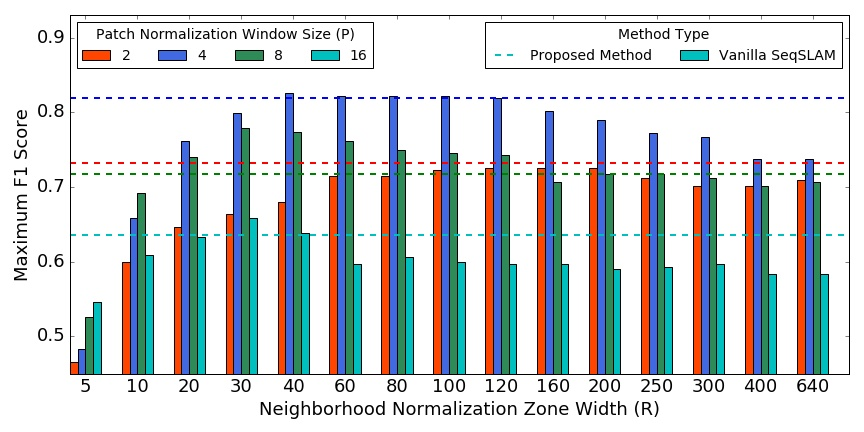 Patch Normalization Window Size (P)
2 4 8 16
Method Type
Proposed Method Vanilla SeqSLAM
Maximum F1 Score
0.9
0.8
0.7
0.6
0.5
5 10 20 30 40 60 80 100 120 160 200 250 300 400 640
Neighborhood Normalization Zone Width (R)